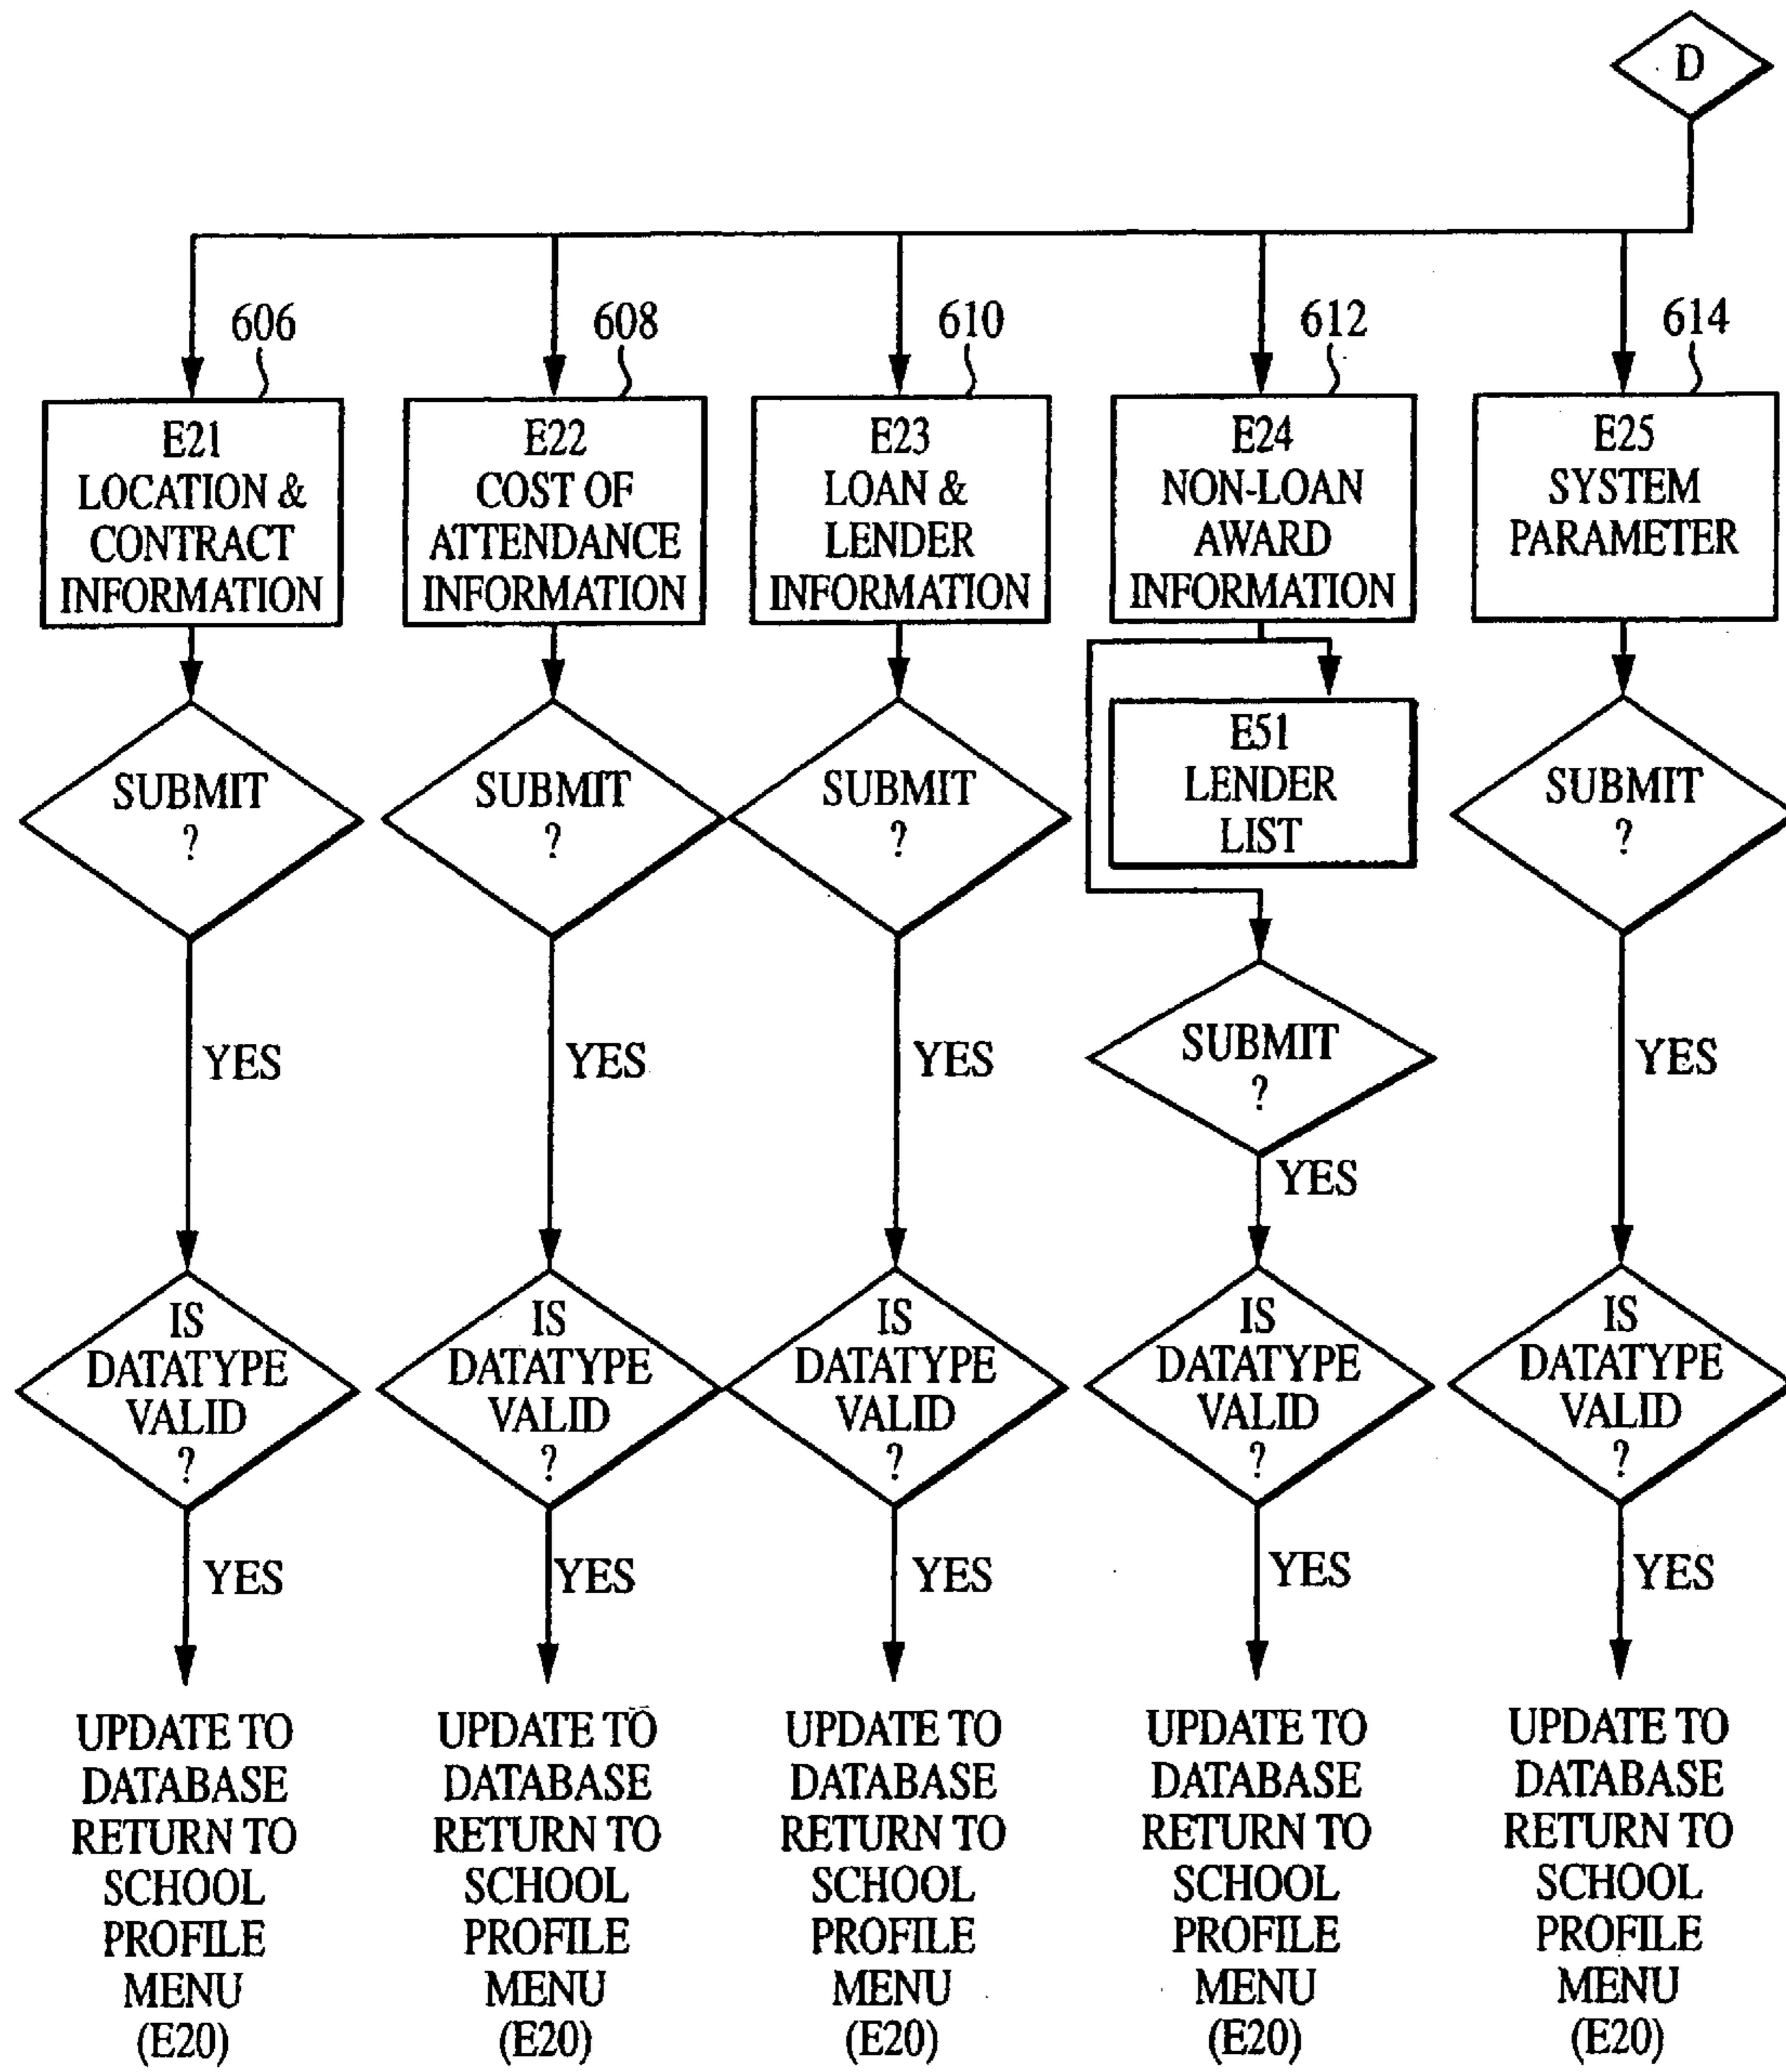 D
606
608
610
612
614
E21
LOCATION &
CONTRACT
INFORMATION
E22
COST OF
ATTENDANCE
INFORMATION
E23
LOAN &
LENDER
INFORMATION
E24
NON-LOAN
AWARD
INFORMATION
E25
SYSTEM
PARAMETER
SUBMIT
?
SUBMIT
?
SUBMIT
?
E51
LENDER
LIST
SUBMIT
?
YES
YES
YES
SUBMIT
?
YES
YES
IS
DATATYPE
VALID
?
IS
DATATYPE
VALID
?
IS
DATATYPE
VALID
?
IS
DATATYPE
VALID
?
IS
DATATYPE
VALID
?
YES
YES
YES
YES
YES
UPDATE TO
DATABASE
RETURN TO
SCHOOL
PROFILE
MENU
(E20)
UPDATE TO
DATABASE
RETURN TO
SCHOOL
PROFILE
MENU
(E20)
UPDATE TO
DATABASE
RETURN TO
SCHOOL
PROFILE
MENU
(E20)
UPDATE TO
DATABASE
RETURN TO
SCHOOL
PROFILE
MENU
(E20)
UPDATE TO
DATABASE
RETURN TO
SCHOOL
PROFILE
MENU
(E20)